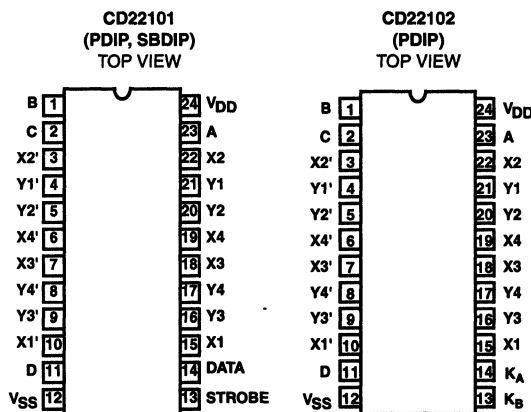 CD22101
(PDIP, SBDIP)
TOP VIEW
B 1 24 VDD
C 2 23 A
X2' 3 22 X2
Y1' 4 21 Y1
Y2' 5 20 Y2
X4' 6 19 X4
X3' 7 18 X3
Y4' 8 17 Y4
Y3' 9 16 Y3
X1' 10 15 X1
D 11 14 DATA
VSS 12 13 STROBE
CD22102
(PDIP)
TOP VIEW
B 1 24 VDD
C 2 23 A
X2' 3 22 X2
Y1' 4 21 Y1
Y2' 5 20 Y2
X4' 6 19 X4
X3' 7 18 X3
Y4' 8 17 Y4
Y3' 9 16 Y3
X1' 10 15 X1
D 11 14 KA
VSS 12 13 KB